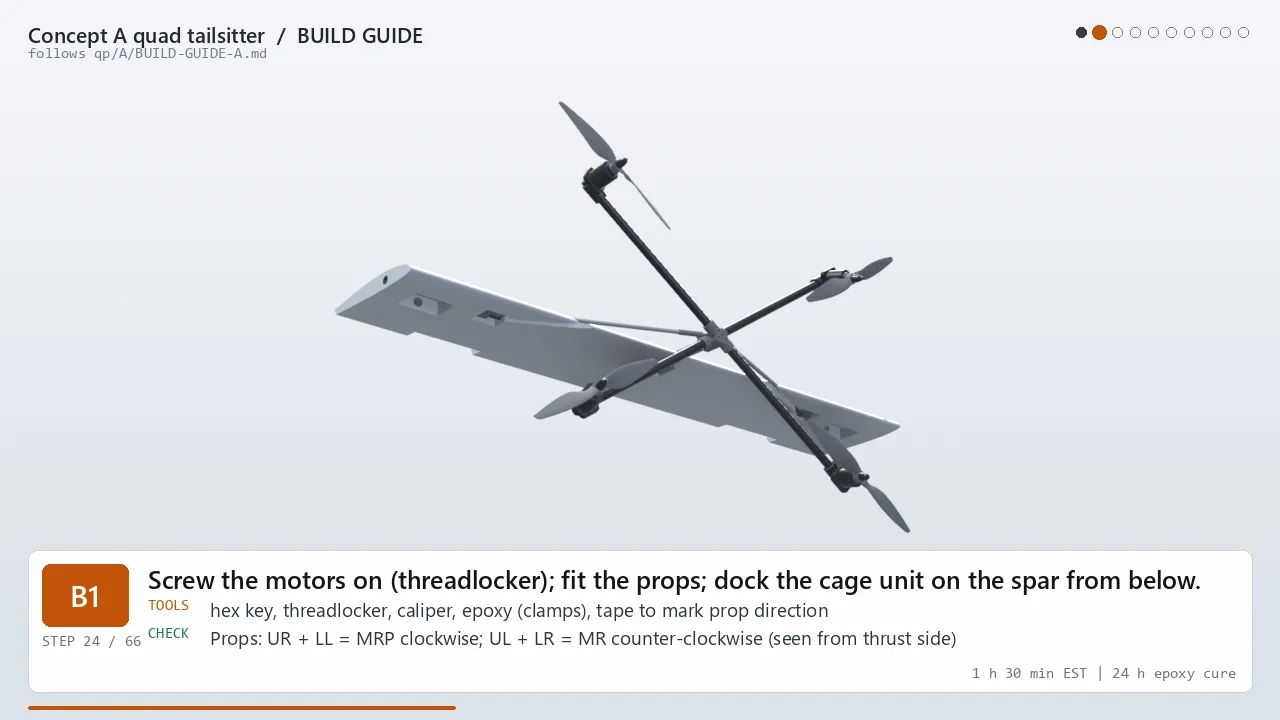 Concept A quad tailsitter / BUILD GUIDE
follows qp/A/BUILD-GUIDE-A.md
B1
Screw the motors on (threadlocker); fit the props; dock the cage unit on the spar from below.
TOOLS hex key, threadlocker, caliper, epoxy (clamps), tape to mark prop direction
CHECK Props: UR + LL = MRP clockwise; UL + LR = MR counter-clockwise (seen from thrust side)
STEP 24 / 66
1 h 30 min EST | 24 h epoxy cure